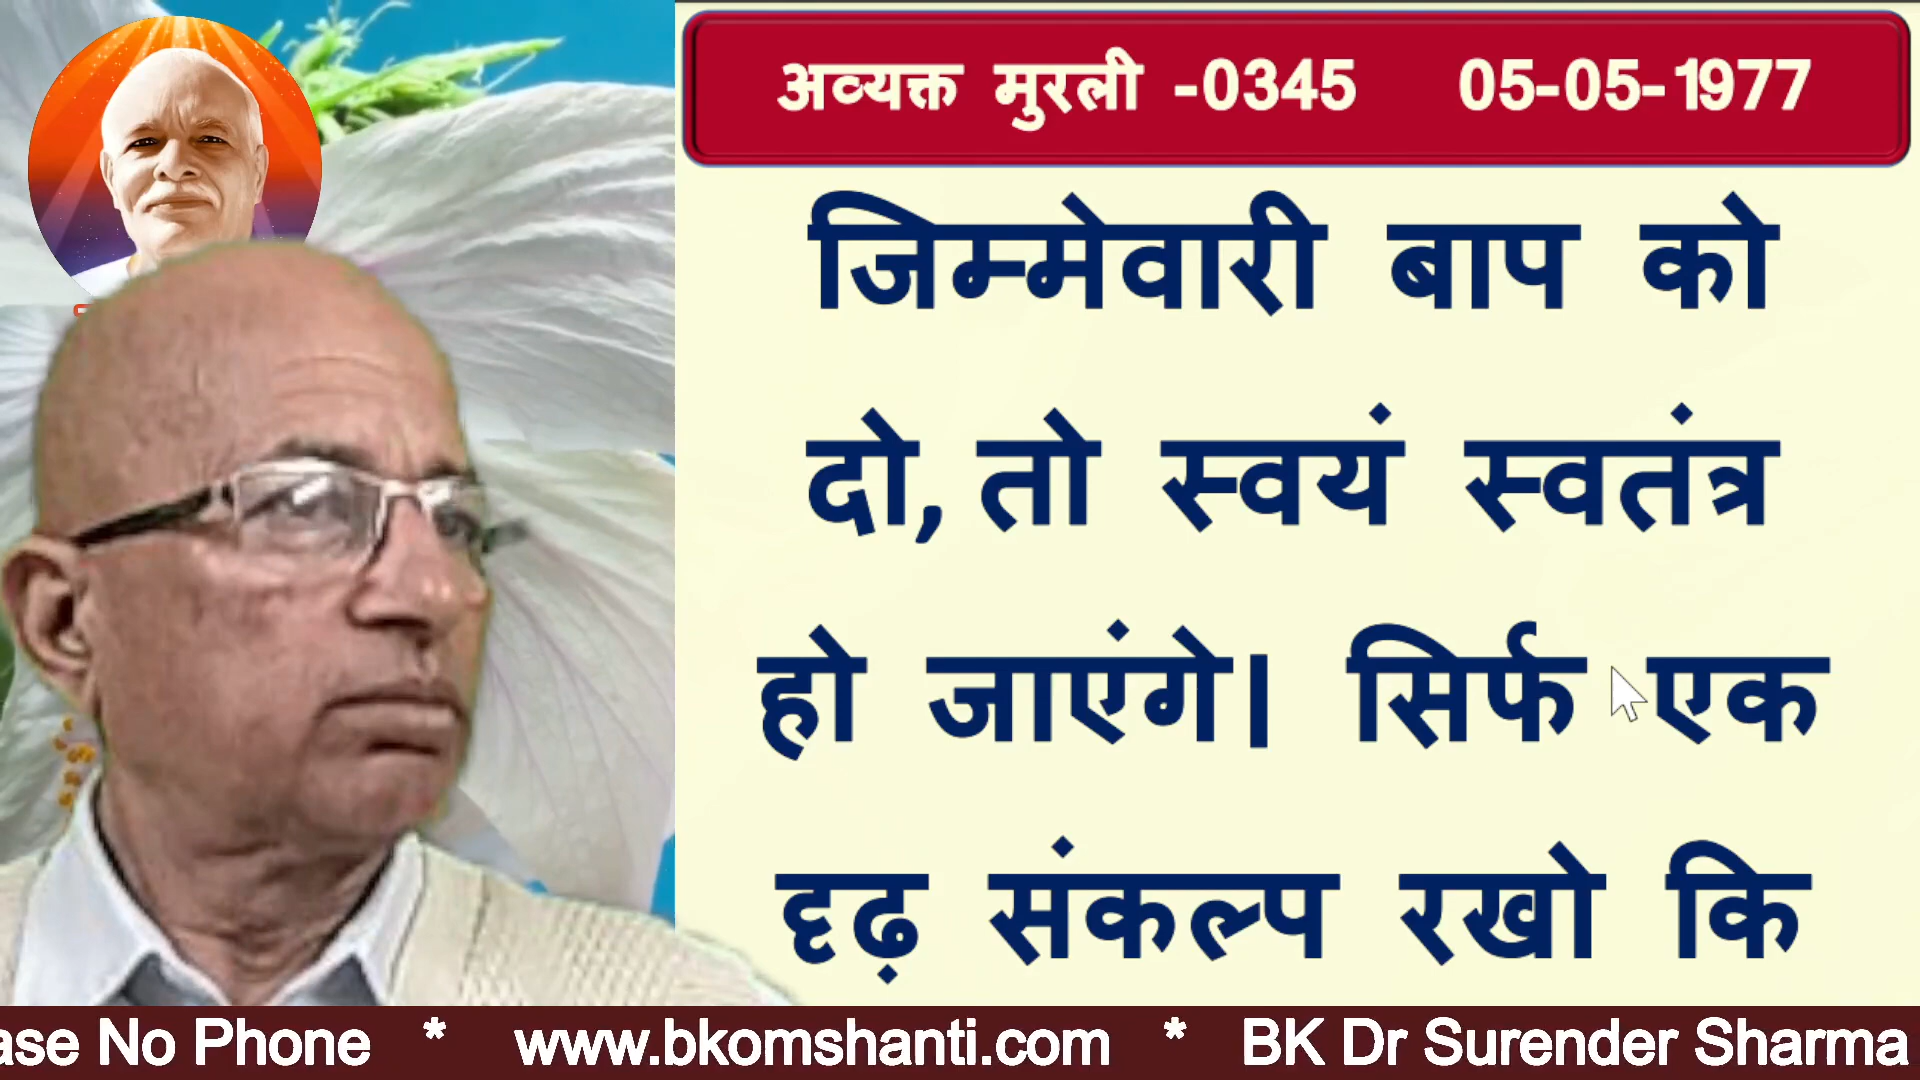 अव्यक्त मुरली -0345 05-05-1977
जिम्मेवारी बाप को
दो, तो स्वयं स्वतंत्र
हो जाएंगे। सिर्फ एक
दृढ़ संकल्प रखो कि
No Phone * www.bkomshanti.com * BK Dr Surender Sharma